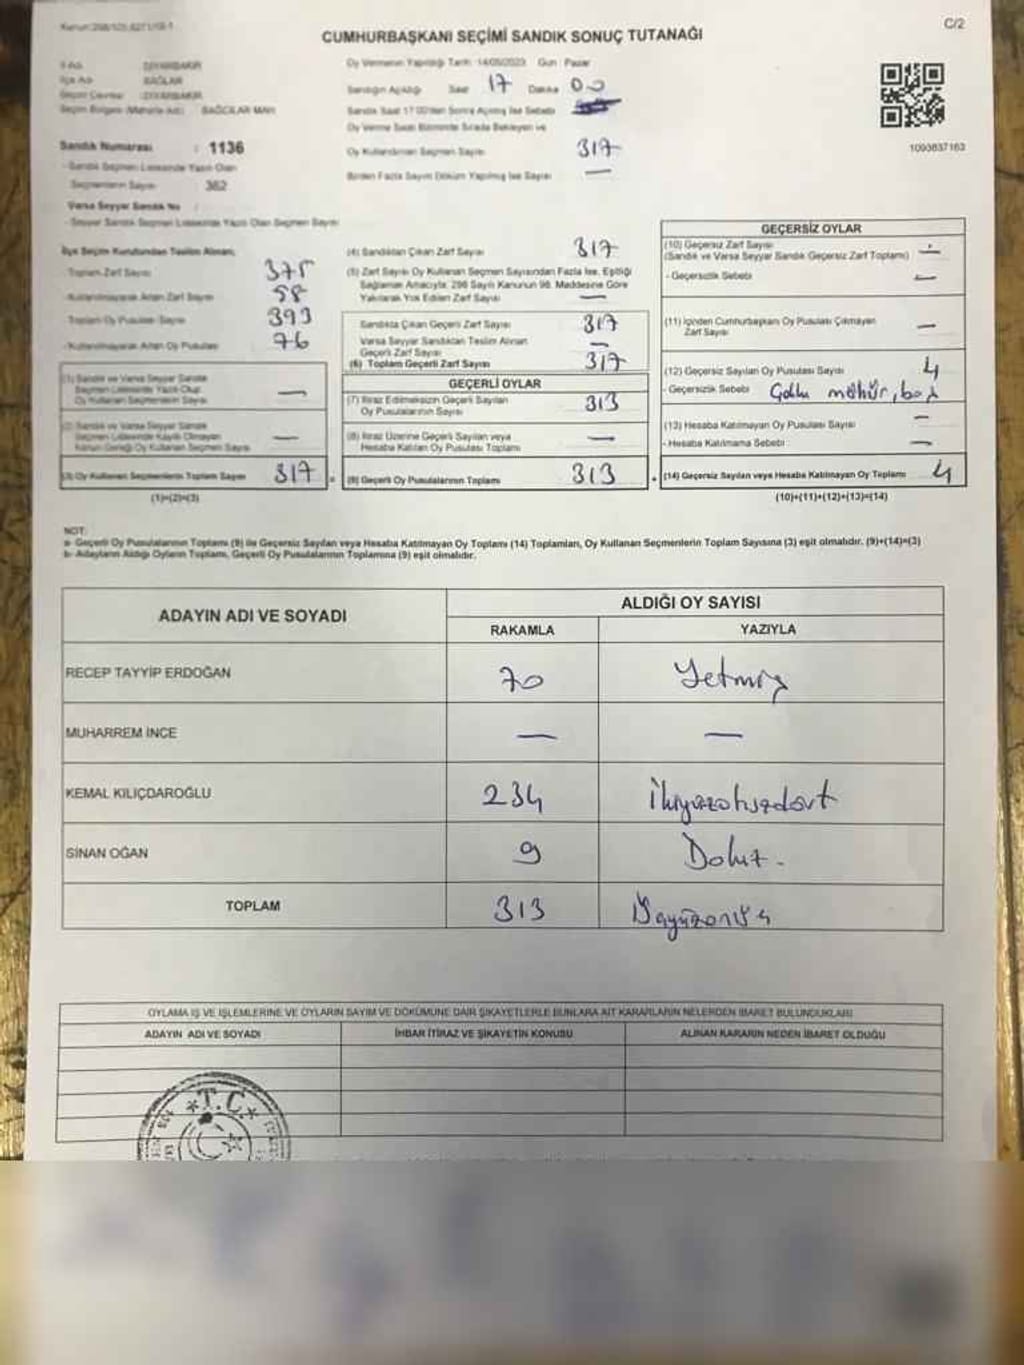 C/2
CUMHURBAŞKANI SEÇİMİ SANDIK SONUÇ TUTANAĞI
İli Adı : DİYARBAKIR
İlçe Adı : BAĞLAR
Seçim Çevresi : DİYARBAKIR
Seçim Bölgesi (Mahalle Adı) : BAĞCILAR MAH.
Sandık Numarası : 1136
- Sandık Seçmen Listesinde Yazılı Olan
Seçmenlerin Sayısı : 362
Varsa Seyyar Sandık No :
- Seyyar Sandık Seçmen Listesinde Yazılı Olan Seçmen Sayısı
Oy Vermenin Yapıldığı Tarih: 14/05/2023 Gün : Pazar
Sandığın Açıldığı Saat 17 Dakika 00
Sandık Saat 17:00'den Sonra Açılmış İse Sebebi
Oy Verme Saati Bitiminde Sırada Bekleyen ve
Oy Kullandırılan Seçmen Sayısı 317
Birden Fazla Sayım Döküm Yapılmış İse Sayısı —
1093837163
İlçe Seçim Kurulundan Teslim Alınan;
Toplam Zarf Sayısı 375
- Kullanılmayarak Artan Zarf Sayısı 58
Toplam Oy Pusulası Sayısı 393
- Kullanılmayarak Artan Oy Pusulası 76
(1) Sandık ve Varsa Seyyar Sandık
Seçmen Listesinde Yazılı Olup
Oy Kullanan Seçmenlerin Sayısı —
(2) Sandık ve Varsa Seyyar Sandık
Seçmen Listesinde Kayıtlı Olmayan
Kanun Gereği Oy Kullanan Seçmen Sayısı —
(3) Oy Kullanan Seçmenlerin Toplam Sayısı 317
(1)+(2)=(3)
(4) Sandıktan Çıkan Zarf Sayısı 317
(5) Zarf Sayısı Oy Kullanan Seçmen Sayısından Fazla İse, Eşitliği
Sağlamak Amacıyla; 298 Sayılı Kanunun 98. Maddesine Göre
Yakılarak Yok Edilen Zarf Sayısı —
Sandıkta Çıkan Geçerli Zarf Sayısı 317
Varsa Seyyar Sandıktan Teslim Alınan
Geçerli Zarf Sayısı —
(6) Toplam Geçerli Zarf Sayısı 317
GEÇERLİ OYLAR
(7) İtiraz Edilmeksizin Geçerli Sayılan
Oy Pusulalarının Sayısı 313
(8) İtiraz Üzerine Geçerli Sayılan veya
Hesaba Katılan Oy Pusulası Toplamı —
(9) Geçerli Oy Pusulalarının Toplamı 313
GEÇERSİZ OYLAR
(10) Geçersiz Zarf Sayısı
(Sandık ve Varsa Seyyar Sandık Geçersiz Zarf Toplamı) —
- Geçersizlik Sebebi —
(11) İçinden Cumhurbaşkanı Oy Pusulası Çıkmayan
Zarf Sayısı —
(12) Geçersiz Sayılan Oy Pusulası Sayısı 4
- Geçersizlik Sebebi mühür, boş
(13) Hesaba Katılmayan Oy Pusulası Sayısı —
- Hesaba Katılmama Sebebi —
(14) Geçersiz Sayılan veya Hesaba Katılmayan Oy Toplamı 4
(10)+(11)+(12)+(13)=(14)
NOT:
a- Geçerli Oy Pusulalarının Toplamı (9) ile Geçersiz Sayılan veya Hesaba Katılmayan Oy Toplamı (14) Toplamları, Oy Kullanan Seçmenlerin Toplam Sayısına (3) eşit olmalıdır. (9)+(14)=(3)
b- Adayların Aldığı Oyların Toplamı, Geçerli Oy Pusulalarının Toplamına (9) eşit olmalıdır.
ADAYIN ADI VE SOYADI ALDIĞI OY SAYISI
RAKAMLA YAZIYLA
RECEP TAYYİP ERDOĞAN 70 Yetmiş
MUHARREM İNCE — —
KEMAL KILIÇDAROĞLU 234 İkiyüzotuzdört
SİNAN OĞAN 9 Dokuz.
TOPLAM 313
OYLAMA İŞ VE İŞLEMLERİNE VE OYLARIN SAYIM VE DÖKÜMÜNE DAİR ŞİKAYETLERLE BUNLARA AİT KARARLARIN NELERDEN İBARET BULUNDUKLARI
ADAYIN ADI VE SOYADI İHBAR İTİRAZ VE ŞİKAYETİN KONUSU ALINAN KARARIN NEDEN İBARET OLDUĞU
T.C.